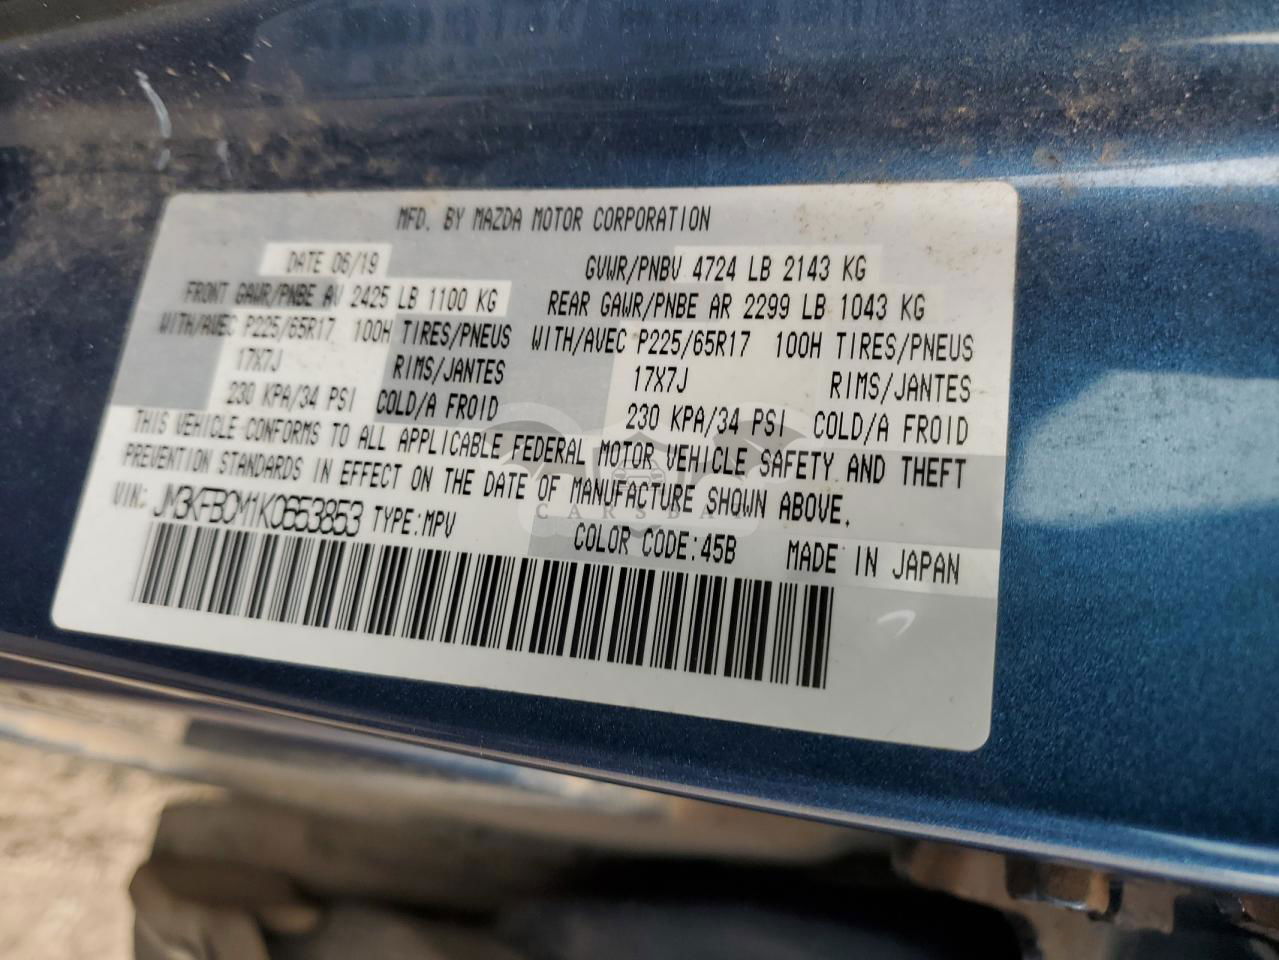 MFD. BY MAZDA MOTOR CORPORATION
DATE 06/19 GVWR/PNBV 4724 LB 2143 KG
FRONT GAWR/PNBE AV 2425 LB 1100 KG REAR GAWR/PNBE AR 2299 LB 1043 KG
WITH/AVEC P225/65R17 100H TIRES/PNEUS WITH/AVEC P225/65R17 100H TIRES/PNEUS
17X7J RIMS/JANTES 17X7J RIMS/JANTES
230 KPA/34 PSI COLD/A FROID 230 KPA/34 PSI COLD/A FROID
THIS VEHICLE CONFORMS TO ALL APPLICABLE FEDERAL MOTOR VEHICLE SAFETY AND THEFT
PREVENTION STANDARDS IN EFFECT ON THE DATE OF MANUFACTURE SHOWN ABOVE.
VIN: JM3KFBCM1K0653853 TYPE:MPV COLOR CODE:45B MADE IN JAPAN
CARSDAT